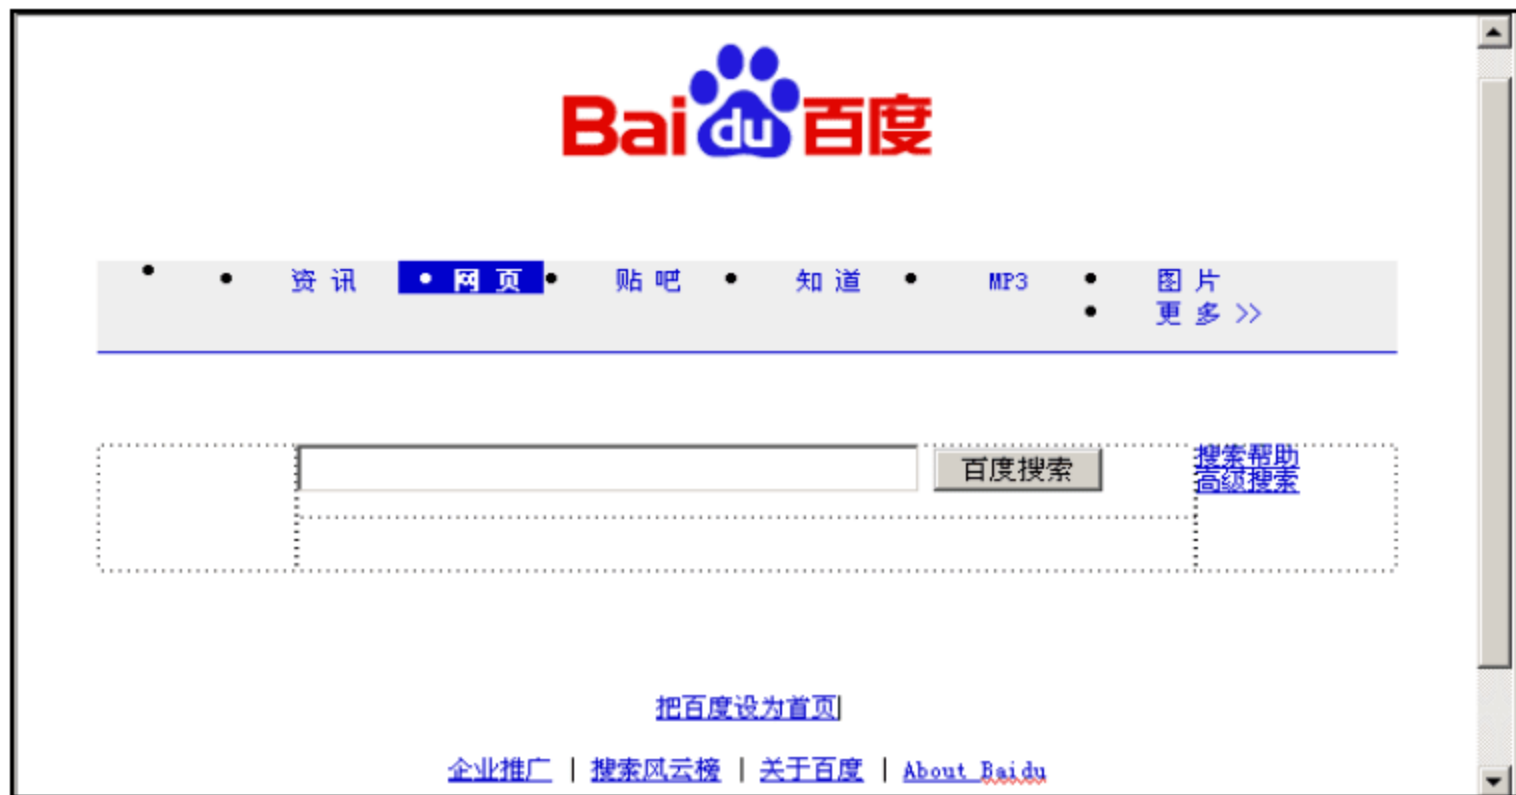 Bai du 百度
• • 资 讯 • 网 页 • 贴 吧 • 知 道 • MP3 • 图 片
• 更 多 >>
百度搜索 搜索帮助
高级搜索
把百度设为首页
企业推广 | 搜索风云榜 | 关于百度 | About Baidu